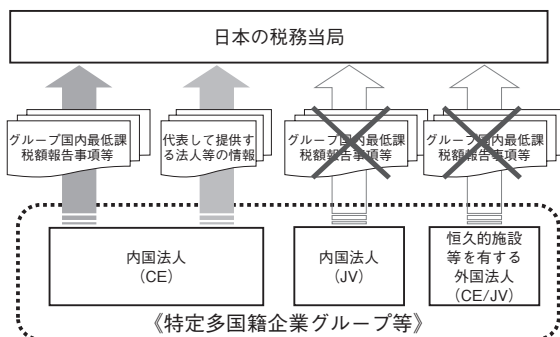 日本の税務当局
グループ国内最低課
税額報告事項等
代表して提供す
る法人等の情報
グループ国内最低課
税額報告事項等
グループ国内最低課
税額報告事項等
内国法人
（CE）
内国法人
（JV）
恒久的施設
等を有する
外国法人
（CE/JV）
《特定多国籍企業グループ等》